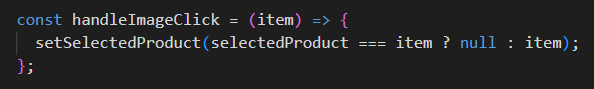 const handleImageClick = (item) => {
  setSelectedProduct(selectedProduct === item ? null : item);
};